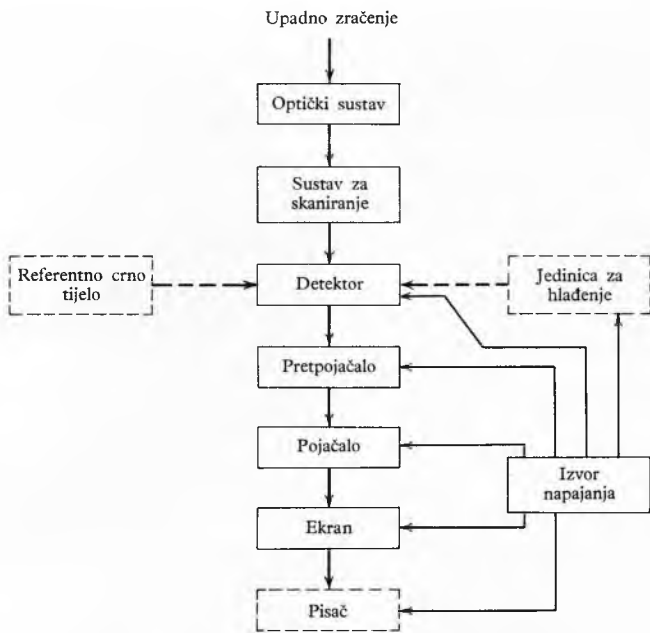 Upadno zračenje
Optički sustav
Sustav za
skaniranje
Referentno crno
tijelo
Detektor
Jedinica za
hlađenje
Pretpojačalo
Pojačalo
Izvor
napajanja
Ekran
Pisač